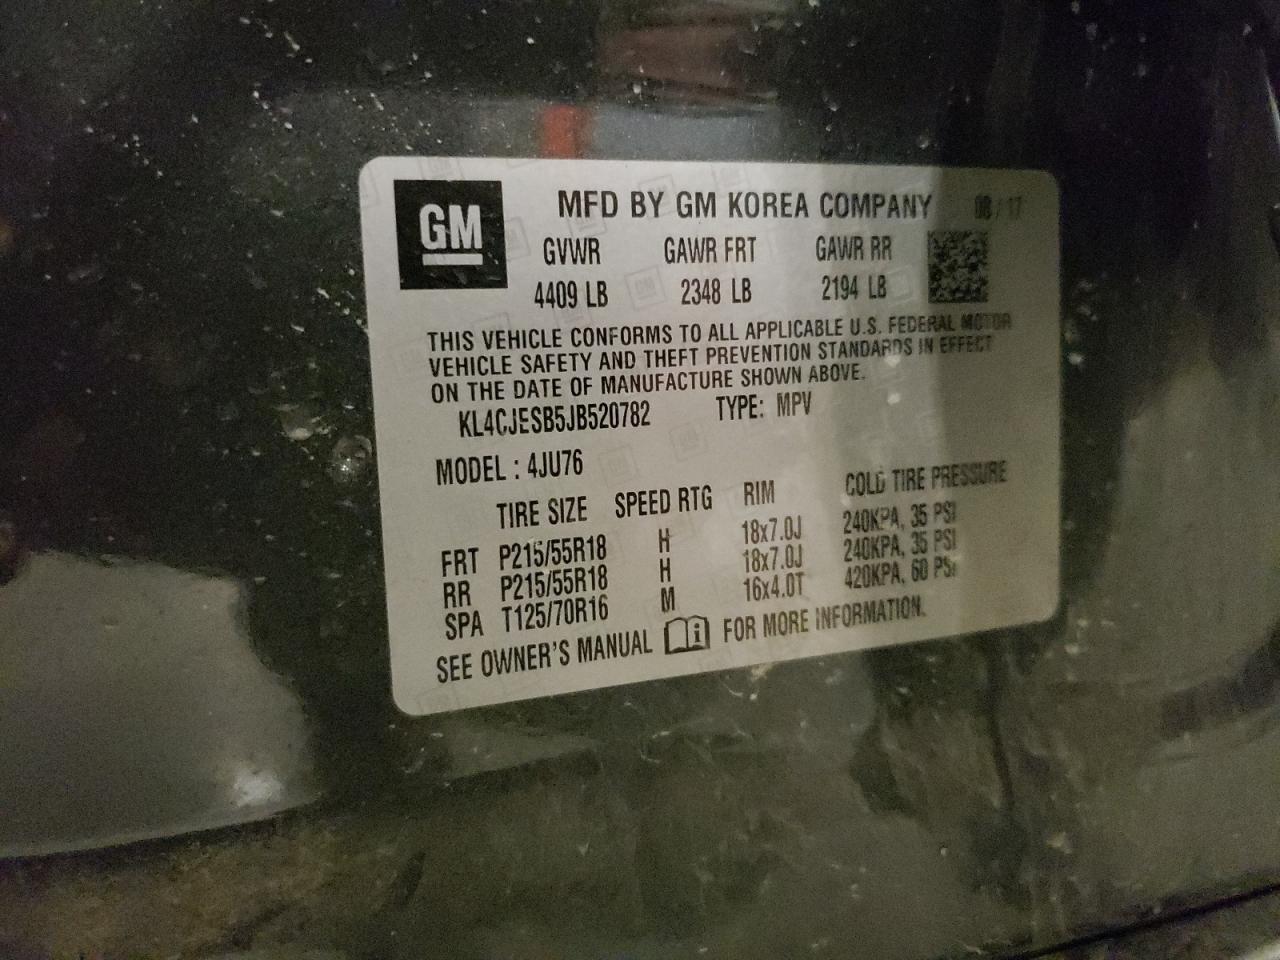 GM
MFD BY GM KOREA COMPANY 08/17
GVWR GAWR FRT GAWR RR
4409 LB 2348 LB 2194 LB
THIS VEHICLE CONFORMS TO ALL APPLICABLE U.S. FEDERAL MOTOR
VEHICLE SAFETY AND THEFT PREVENTION STANDARDS IN EFFECT
ON THE DATE OF MANUFACTURE SHOWN ABOVE.
KL4CJESB5JB520782 TYPE: MPV
MODEL : 4JU76
TIRE SIZE SPEED RTG RIM COLD TIRE PRESSURE
FRT P215/55R18 H 18x7.0J 240KPA, 35 PSI
RR P215/55R18 H 18x7.0J 240KPA, 35 PSI
SPA T125/70R16 M 16x4.0T 420KPA, 60 PSI
SEE OWNER'S MANUAL i FOR MORE INFORMATION.